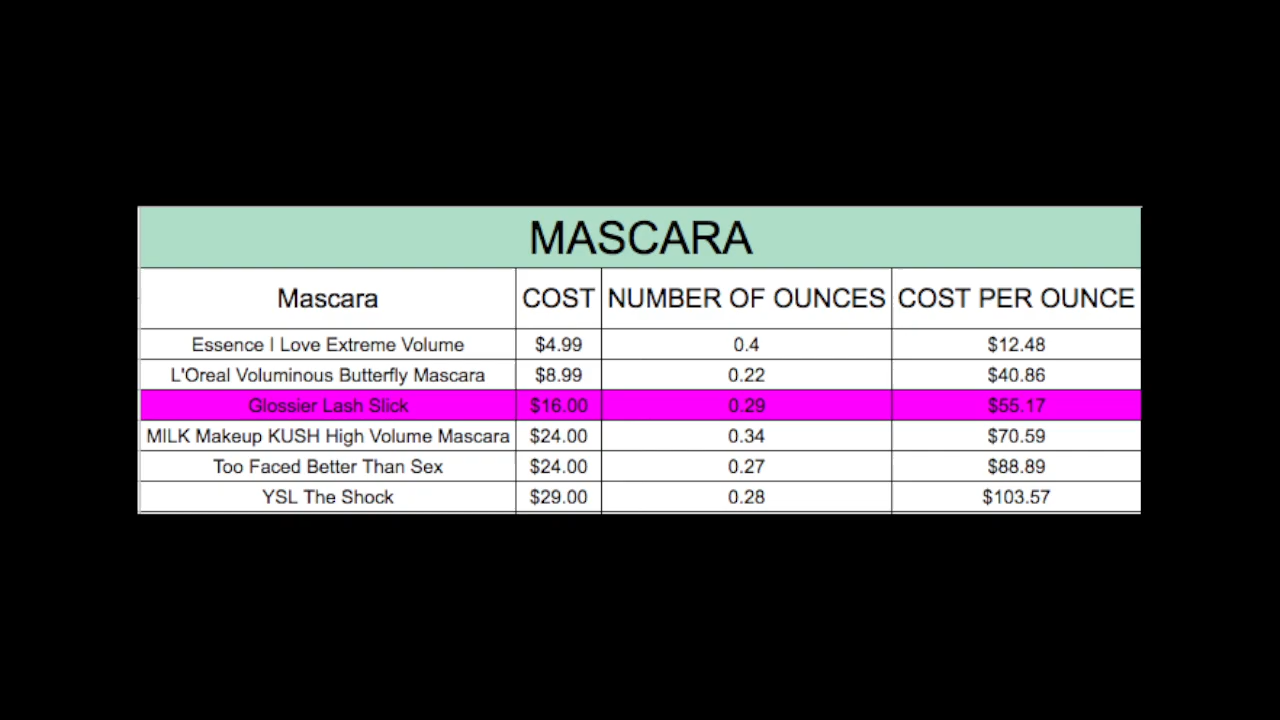 MASCARA
Mascara COST NUMBER OF OUNCES COST PER OUNCE
Essence I Love Extreme Volume $4.99 0.4 $12.48
L'Oreal Voluminous Butterfly Mascara $8.99 0.22 $40.86
Glossier Lash Slick $16.00 0.29 $55.17
MILK Makeup KUSH High Volume Mascara $24.00 0.34 $70.59
Too Faced Better Than Sex $24.00 0.27 $88.89
YSL The Shock $29.00 0.28 $103.57